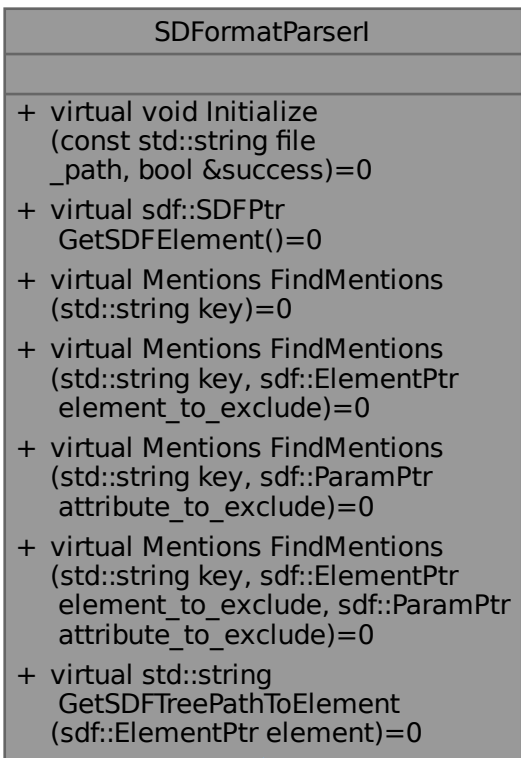 SDFormatParserI
+ virtual void Initialize
(const std::string file
_path, bool &success)=0
+ virtual sdf::SDFPtr
GetSDFElement()=0
+ virtual Mentions FindMentions
(std::string key)=0
+ virtual Mentions FindMentions
(std::string key, sdf::ElementPtr
element_to_exclude)=0
+ virtual Mentions FindMentions
(std::string key, sdf::ParamPtr
attribute_to_exclude)=0
+ virtual Mentions FindMentions
(std::string key, sdf::ElementPtr
element_to_exclude, sdf::ParamPtr
attribute_to_exclude)=0
+ virtual std::string
GetSDFTreePathToElement
(sdf::ElementPtr element)=0